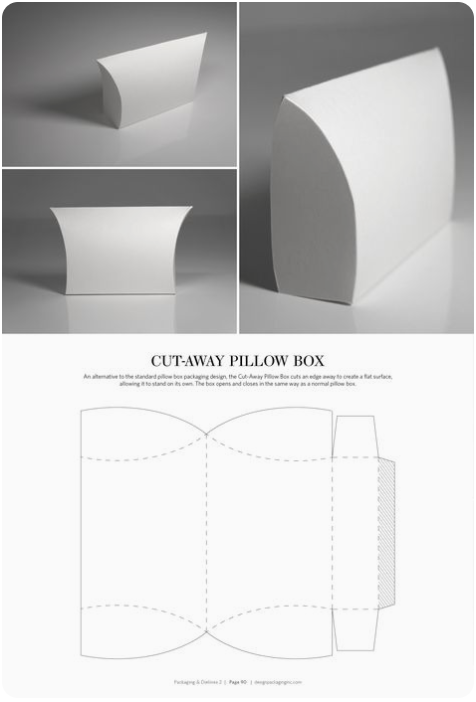 CUT-AWAY PILLOW BOX
An alternative to the standard pillow box packaging design, the Cut-Away Pillow Box cuts an edge away to create a flat surface,
allowing it to stand on its own. The box opens and closes in the same way as a normal pillow box.
Packaging & Dielines 2 | Page 90 | designpackaging.com